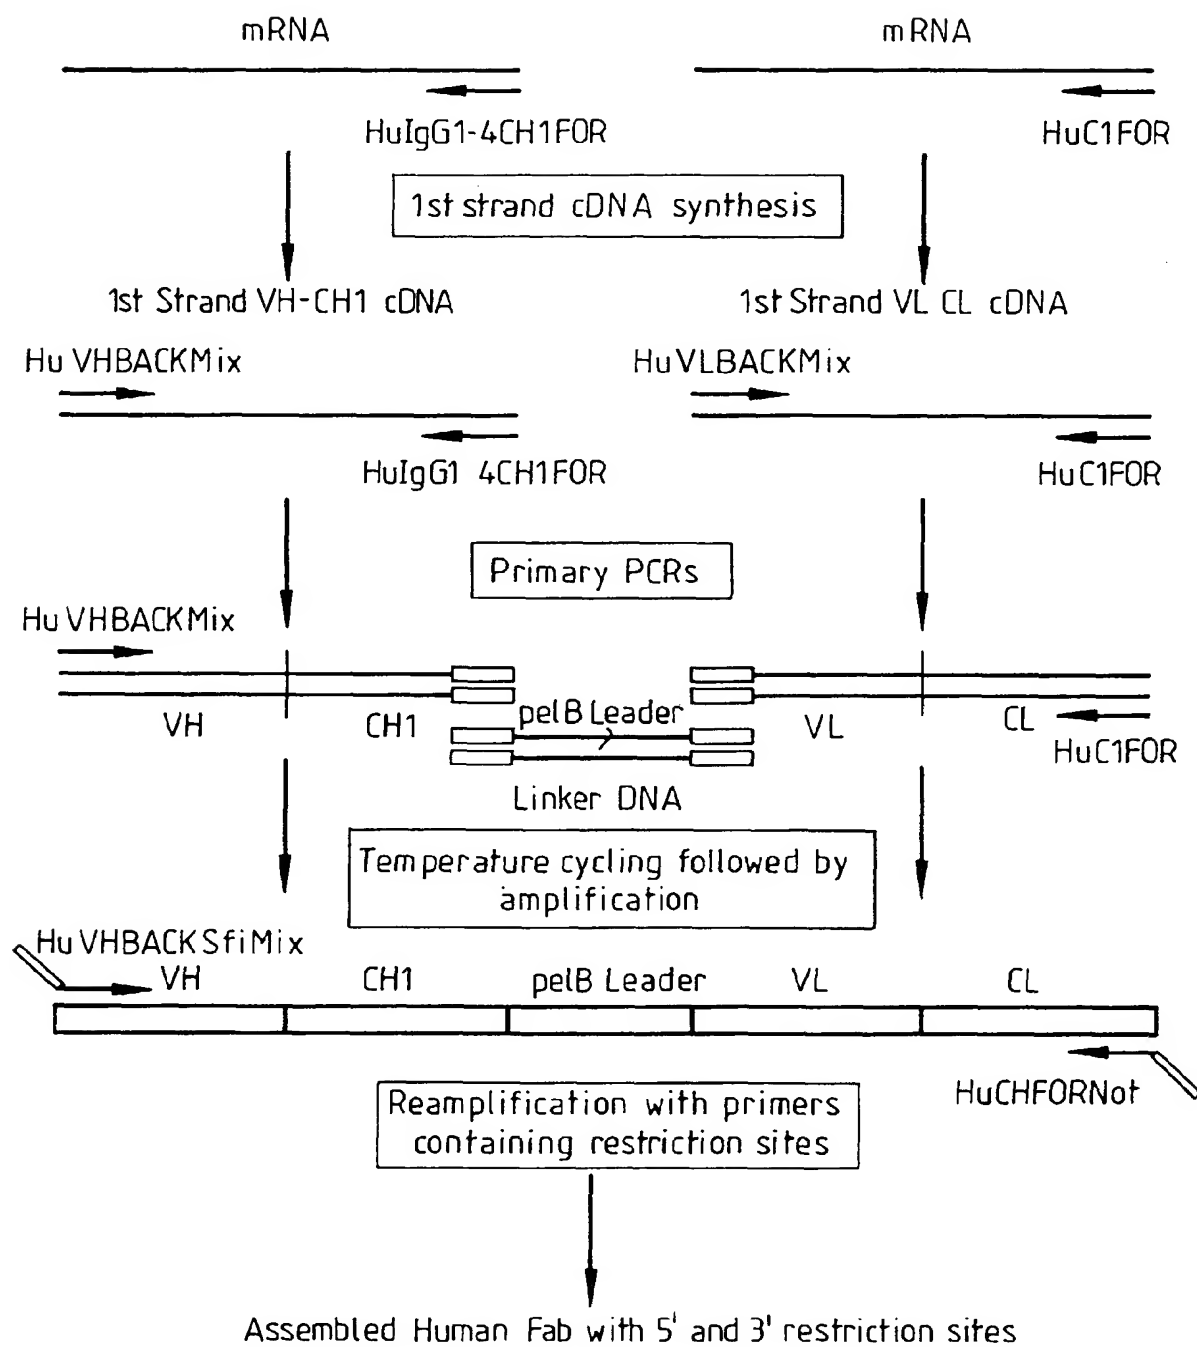 mRNA
mRNA
HuIgG1-4CH1FOR
HuC1FOR
1st strand cDNA synthesis
1st Strand VH-CH1 cDNA
1st Strand VL CL cDNA
Hu VHBACKMix
HuVLBACKMix
HuIgG1 4CH1FOR
HuC1FOR
Primary PCRs
Hu VHBACKMix
VH
CH1
pelB Leader
VL
CL
HuC1FOR
Linker DNA
Temperature cycling followed by
amplification
Hu VHBACKSfiMix
VH
CH1
pelB Leader
VL
CL
HuCHFORNot
Reamplification with primers
containing restriction sites
Assembled Human Fab with 5' and 3' restriction sites